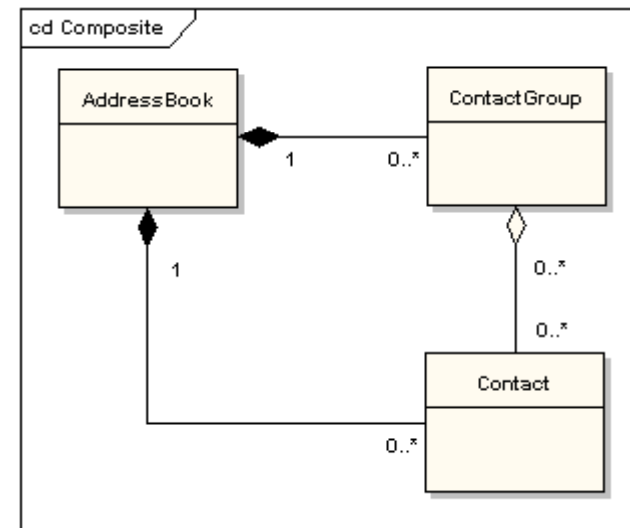 cd Composite
AddressBook
ContactGroup
1
0..*
1
0..*
0..*
Contact
0..*